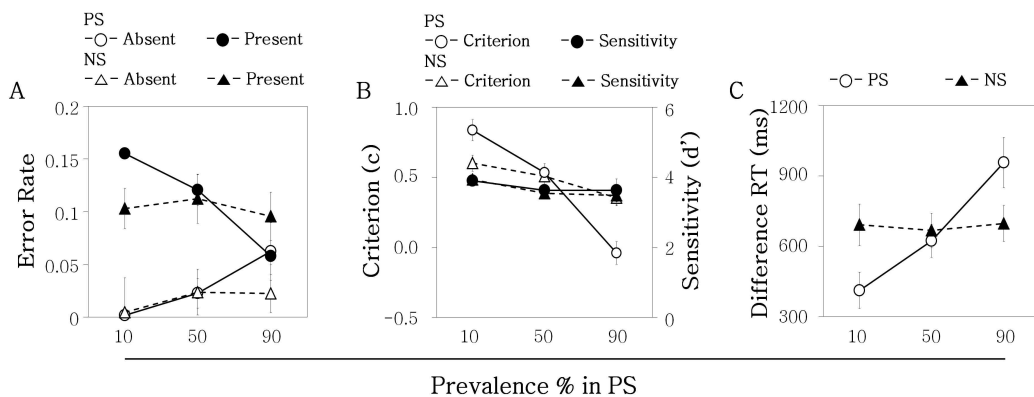 PS
Absent Present
NS
Absent Present
A
Error Rate
0.2
0.15
0.1
0.05
0
10 50 90
PS
Criterion Sensitivity
NS
Criterion Sensitivity
B
Criterion (c)
1.0
0.5
0.0
-0.5
6
4
2
0
Sensitivity (d')
10 50 90
PS NS
C
Difference RT (ms)
1200
900
600
300
10 50 90
Prevalence % in PS